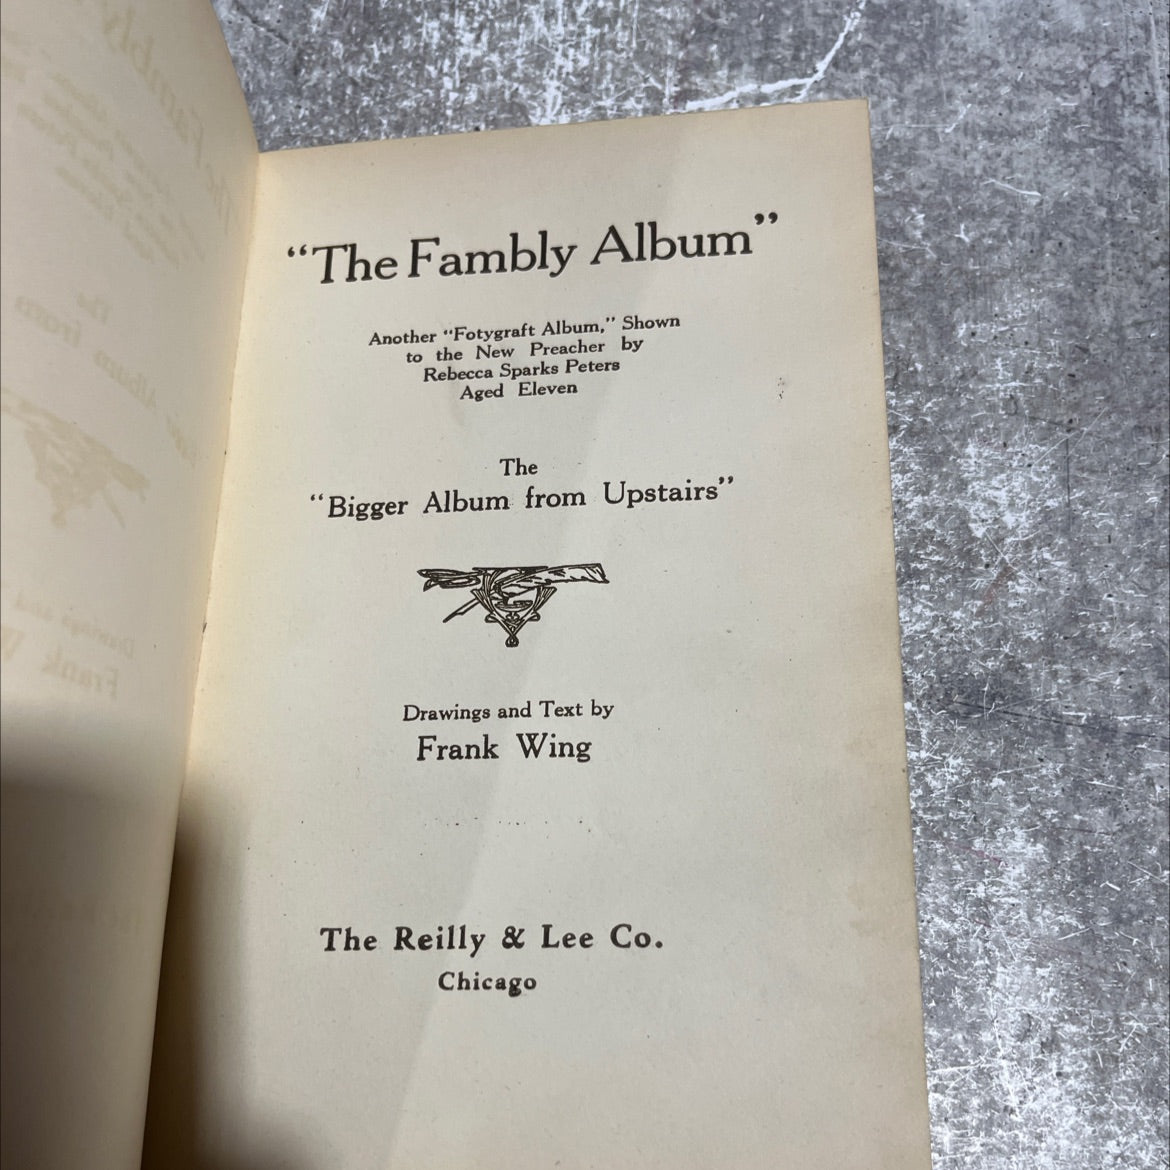 “The Fambly Album”
Another “Fotygraft Album,” Shown
to the New Preacher by
Rebecca Sparks Peters
Aged Eleven
The
“Bigger Album from Upstairs”
Drawings and Text by
Frank Wing
The Reilly & Lee Co.
Chicago